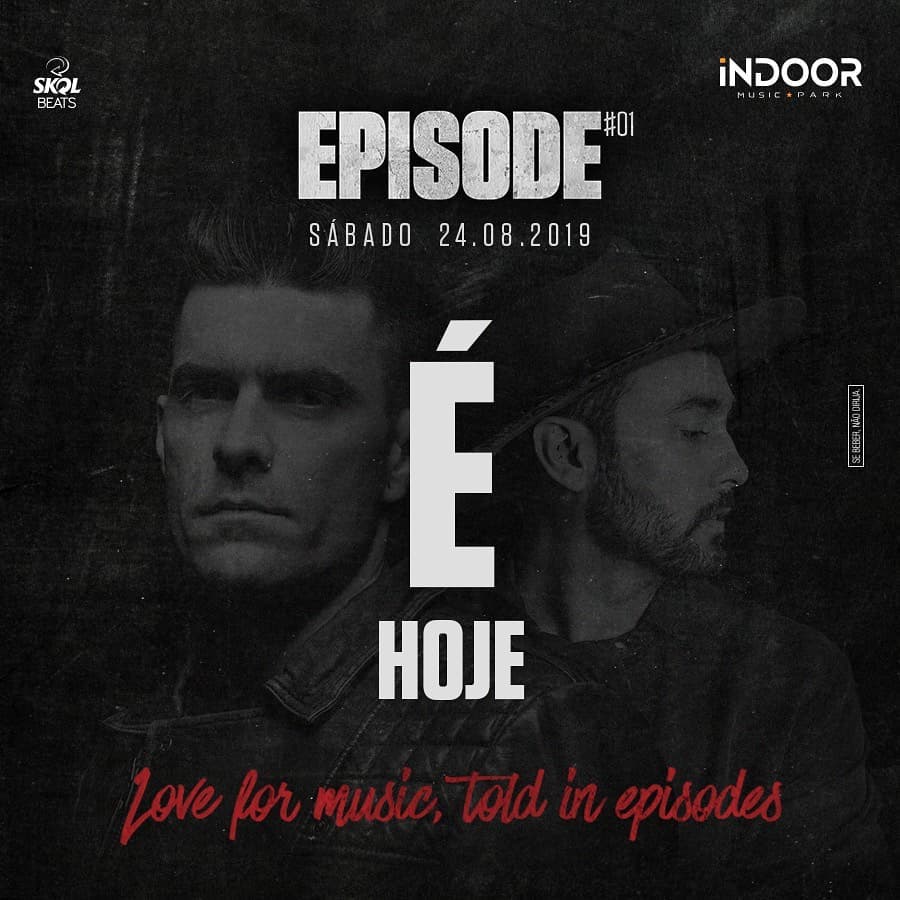 SKOL
BEATS
INDOOR
MUSIC★PARK
EPISODE #01
SÁBADO 24.08.2019
É
HOJE
SE BEBER, NÃO DIRIJA.
Love for music, told in episodes